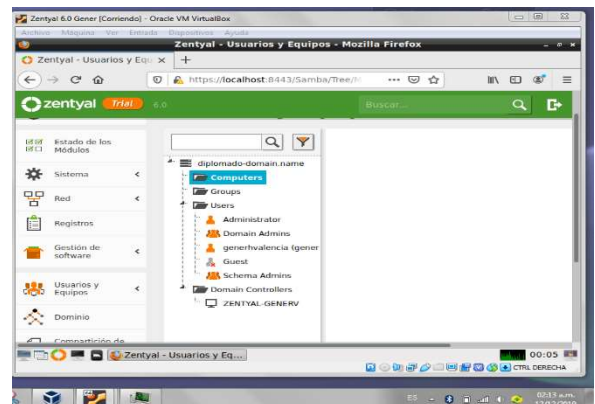 Zentyal 6.0 Gener [Corriendo] - Oracle VM VirtualBox
Archivo Máquina Ver Entrada Dispositivos Ayuda
Zentyal - Usuarios y Equipos - Mozilla Firefox
Zentyal - Usuarios y Equ
https://localhost:8443/Samba/Tree/
zentyal Trial 6.0
Buscar...
Estado de los
Módulos
Sistema
Red
Registros
Gestión de
software
Usuarios y
Equipos
Dominio
Compartición de
diplomado-domain.name
Computers
Groups
Users
Administrator
Domain Admins
generhvalencia (gener
Guest
Schema Admins
Domain Controllers
ZENTYAL-GENERV
Zentyal - Usuarios y Eq...
00:05
CTRL DERECHA
ES
02:13 a.m.